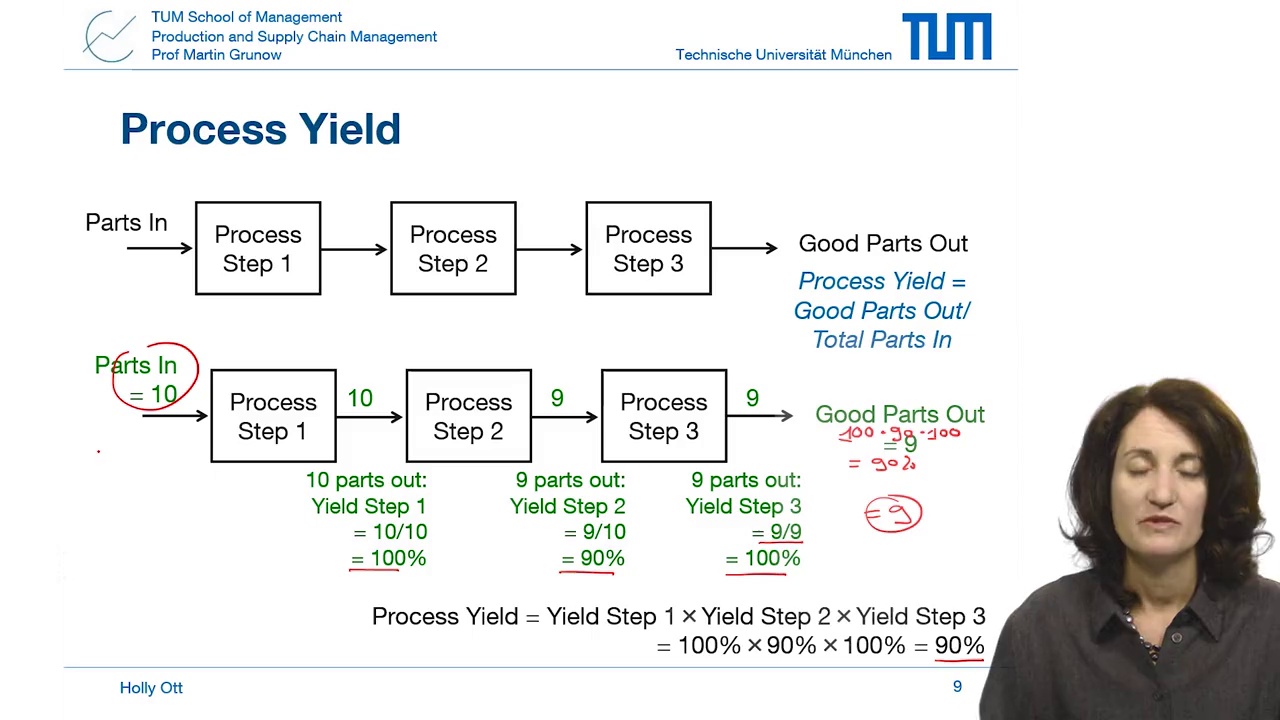 TUM School of Management
Production and Supply Chain Management
Prof Martin Grunow
Technische Universität München
TUM
Process Yield
Parts In
Process
Step 1
Process
Step 2
Process
Step 3
Good Parts Out
Process Yield =
Good Parts Out/
Total Parts In
Parts In
= 10
Process
Step 1
10
Process
Step 2
9
Process
Step 3
9
Good Parts Out
= 9
100 · 90 · 100
= 90%
= 9
10 parts out:
Yield Step 1
= 10/10
= 100%
9 parts out:
Yield Step 2
= 9/10
= 90%
9 parts out:
Yield Step 3
= 9/9
= 100%
Process Yield = Yield Step 1 × Yield Step 2 × Yield Step 3
= 100% × 90% × 100% = 90%
Holly Ott
9